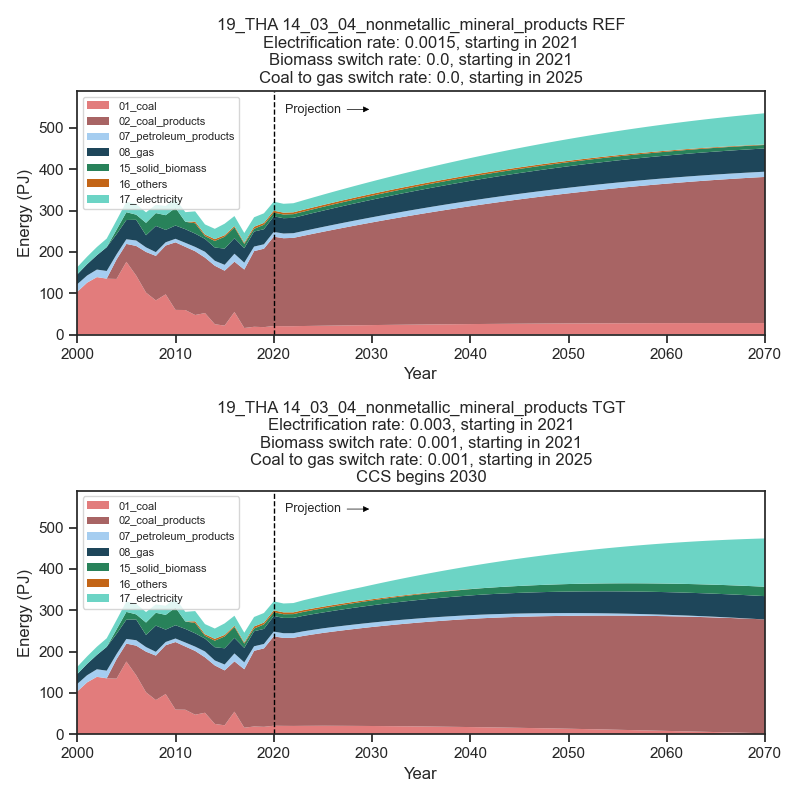 19_THA 14_03_04_nonmetallic_mineral_products REF
Electrification rate: 0.0015, starting in 2021
Biomass switch rate: 0.0, starting in 2021
Coal to gas switch rate: 0.0, starting in 2025
Energy (PJ)
500
400
300
200
100
0
01_coal
02_coal_products
07_petroleum_products
08_gas
15_solid_biomass
16_others
17_electricity
Projection
2000 2010 2020 2030 2040 2050 2060 2070
Year
19_THA 14_03_04_nonmetallic_mineral_products TGT
Electrification rate: 0.003, starting in 2021
Biomass switch rate: 0.001, starting in 2021
Coal to gas switch rate: 0.001, starting in 2025
CCS begins 2030
Energy (PJ)
500
400
300
200
100
0
01_coal
02_coal_products
07_petroleum_products
08_gas
15_solid_biomass
16_others
17_electricity
Projection
2000 2010 2020 2030 2040 2050 2060 2070
Year